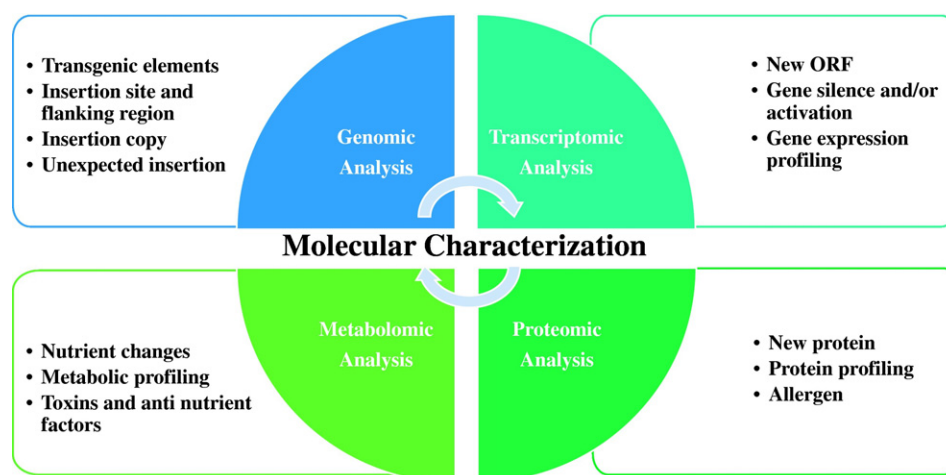 • Transgenic elements
• Insertion site and
flanking region
• Insertion copy
• Unexpected insertion
Genomic
Analysis
Transcriptomic
Analysis
• New ORF
• Gene silence and/or
activation
• Gene expression
profiling
Molecular Characterization
• Nutrient changes
• Metabolic profiling
• Toxins and anti nutrient
factors
Metabolomic
Analysis
Proteomic
Analysis
• New protein
• Protein profiling
• Allergen